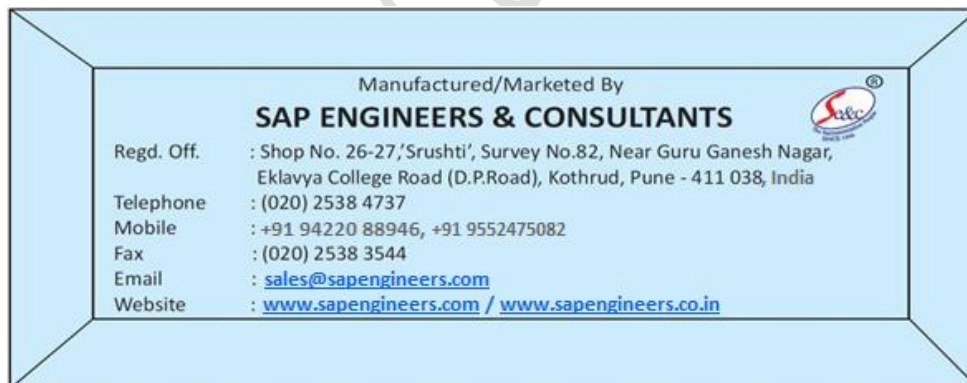 Manufactured/Marketed By
SAP ENGINEERS & CONSULTANTS
®
Sa&c
Regd. Off. : Shop No. 26-27,'Srushti', Survey No.82, Near Guru Ganesh Nagar,
Eklavya College Road (D.P.Road), Kothrud, Pune - 411 038, India
Telephone : (020) 2538 4737
Mobile : +91 94220 88946, +91 9552475082
Fax : (020) 2538 3544
Email : sales@sapengineers.com
Website : www.sapengineers.com / www.sapengineers.co.in